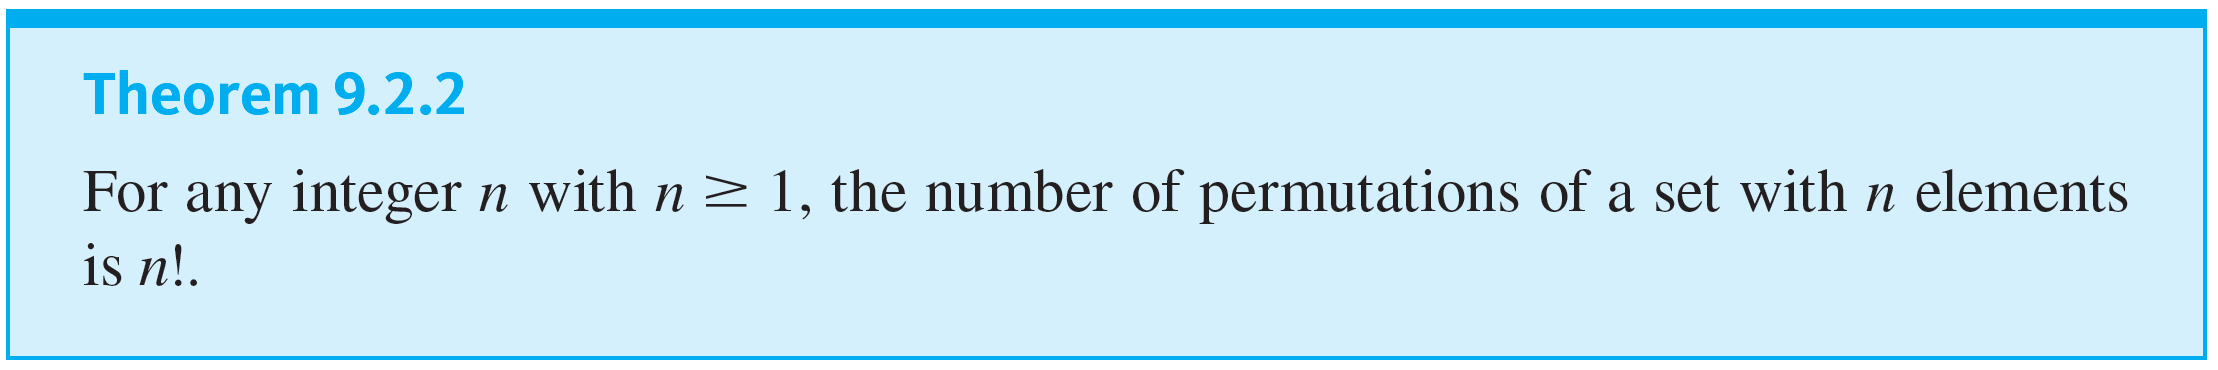 Theorem 9.2.2
For any integer n with n ≥ 1, the number of permutations of a set with n elements
is n!.